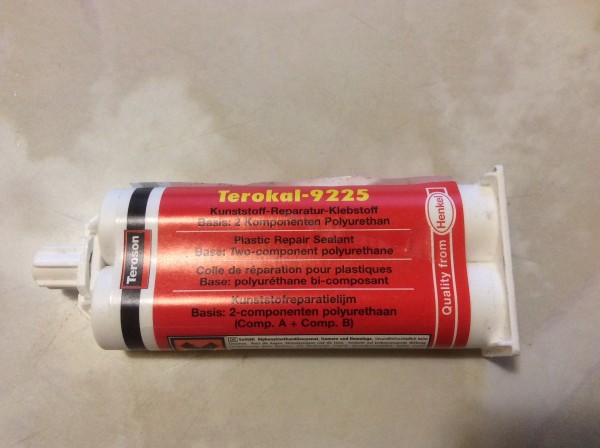 Terokal-9225
Kunststoff-Reparatur-Klebstoff
Basis: 2 Komponenten Polyurethan
Plastic Repair Sealant
Base: Two-component polyurethane
Colle de réparation pour plastiques
Base: polyuréthane bi-composant
Kunststofreparatielijm
Basis: 2-componenten polyurethaan
(Comp. A + Comp. B)
Teroson
Quality from Henkel
Enthält: